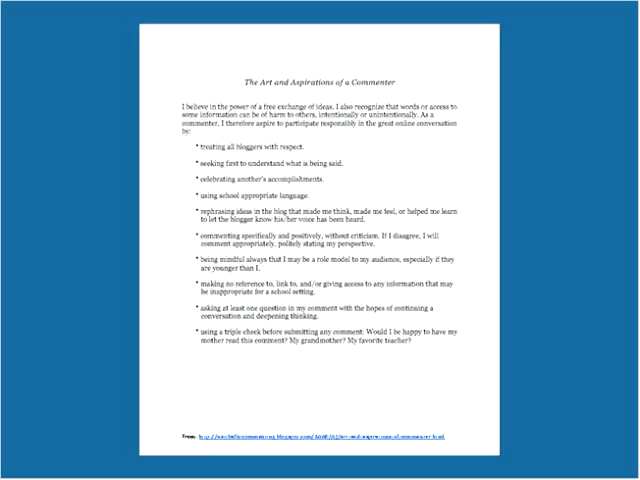 The Art and Aspirations of a Commenter
I believe in the power of a free exchange of ideas. I also recognize that words or access to
some information can be of harm to others, intentionally or unintentionally. As a
commenter, I therefore aspire to participate responsibly in the great online conversation
by:
* treating all bloggers with respect.
* seeking first to understand what is being said.
* celebrating another's accomplishments.
* using school appropriate language.
* rephrasing ideas in the blog that made me think, made me feel, or helped me learn
to let the blogger know his/her voice has been heard.
* commenting specifically and positively, without criticism. If I disagree, I will
comment appropriately, politely stating my perspective.
* being mindful always that I may be a role model to my audience, especially if they
are younger than I.
* making no reference to, link to, and/or giving access to any information that may
be inappropriate for a school setting.
* asking at least one question in my comment with the hopes of continuing a
conversation and deepening thinking.
* using a triple check before submitting any comment: Would I be happy to have my
mother read this comment? My grandmother? My favorite teacher?
From: